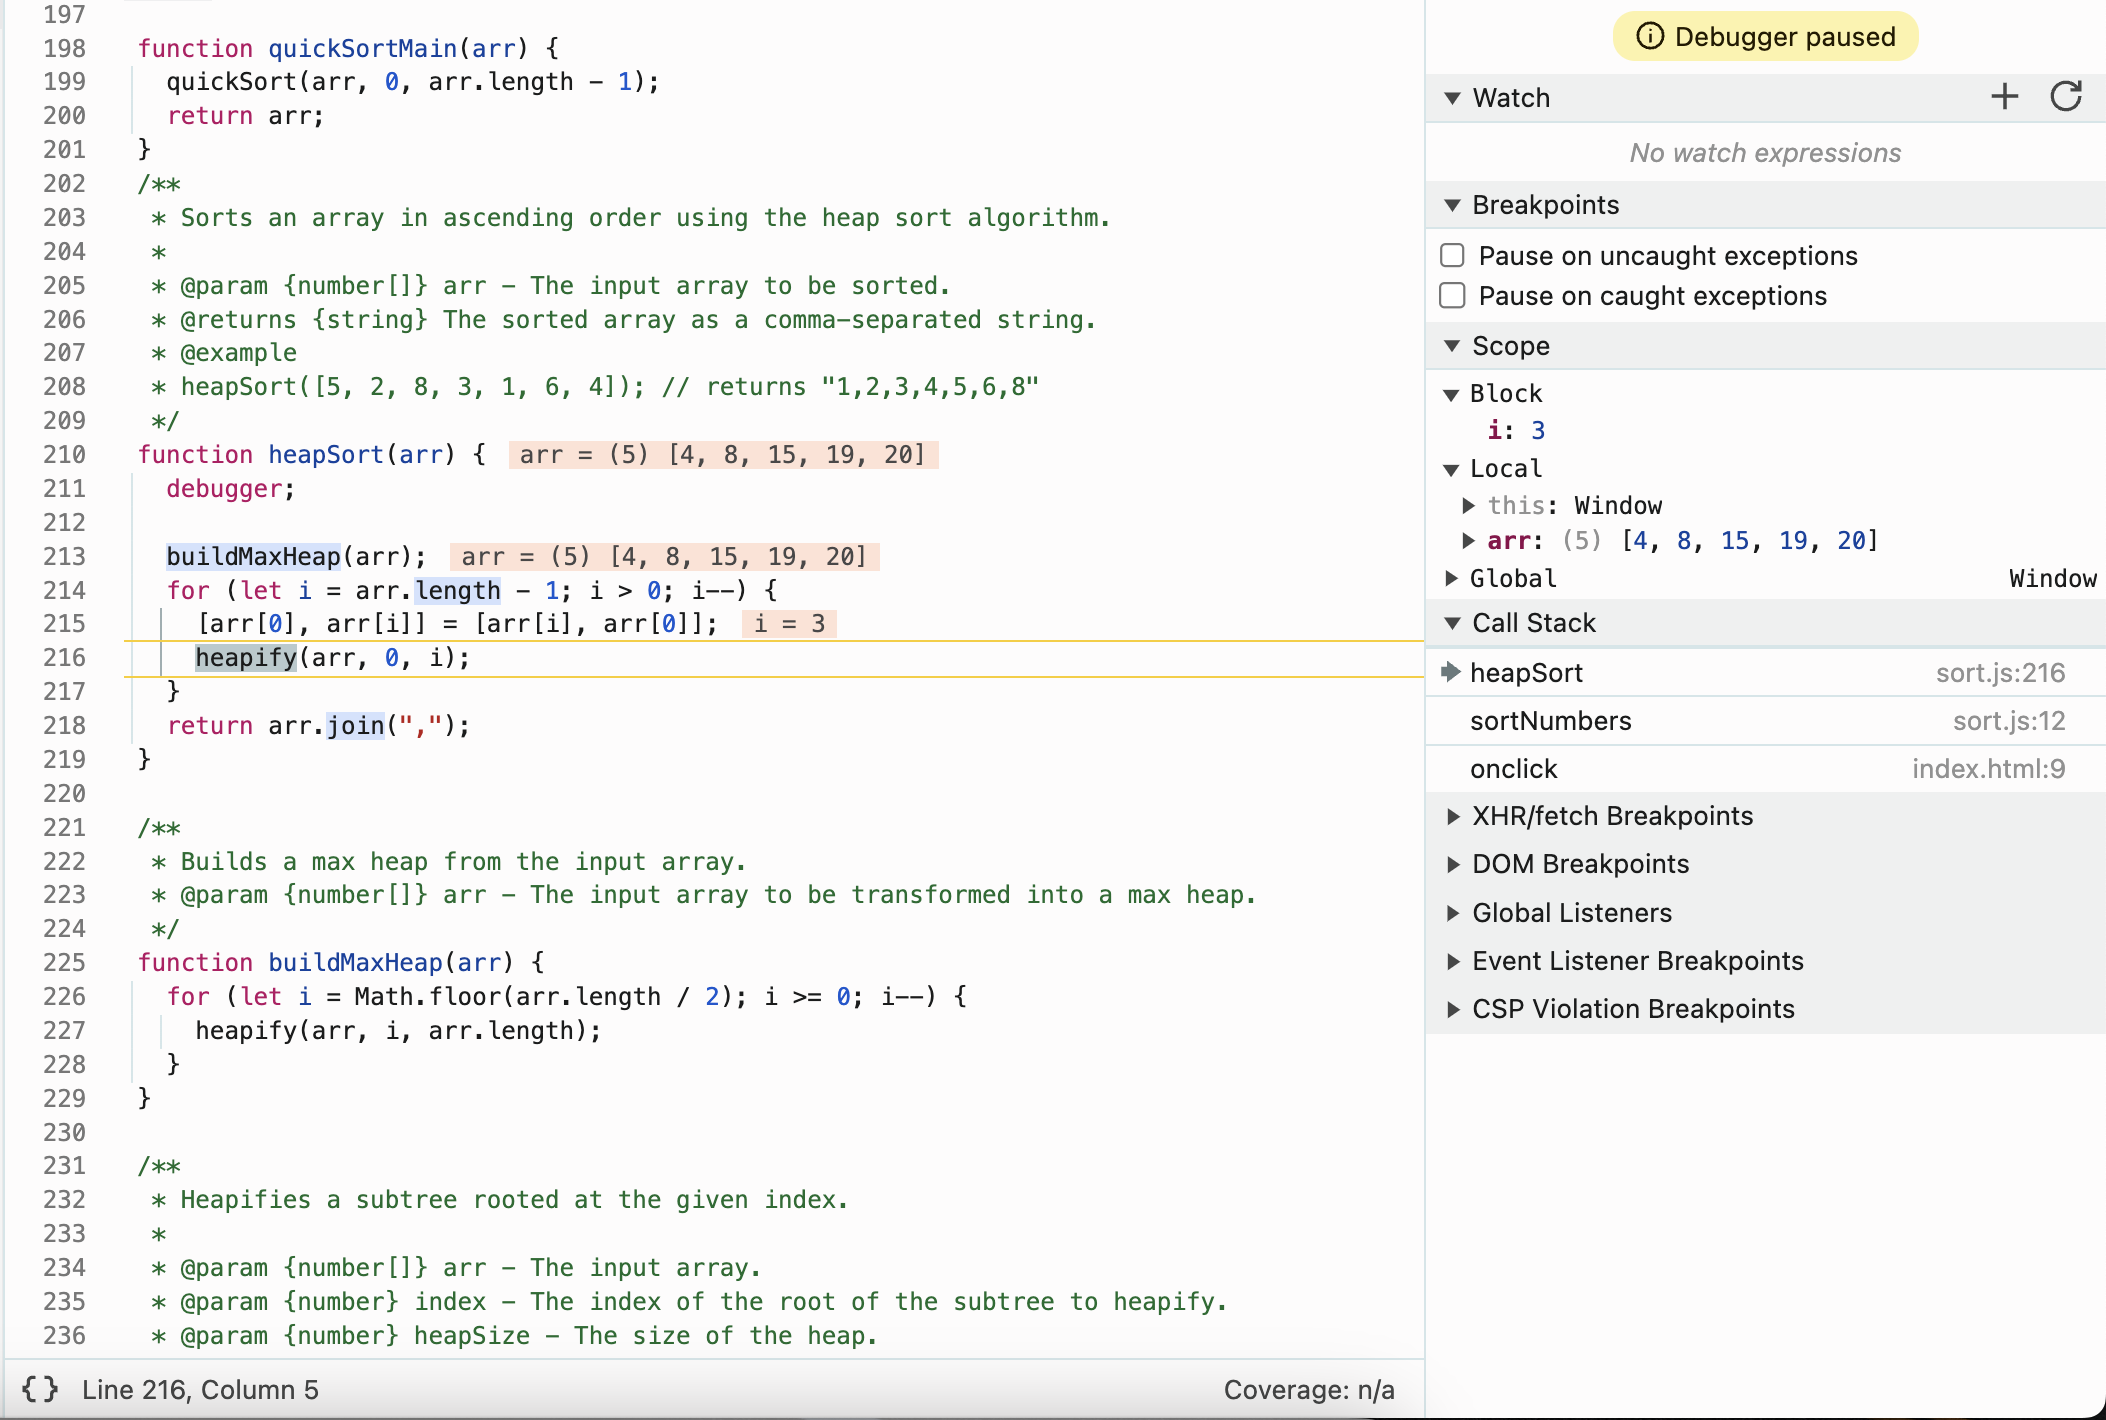 197
198 function quickSortMain(arr) {
199 quickSort(arr, 0, arr.length - 1);
200 return arr;
201 }
202 /**
203 * Sorts an array in ascending order using the heap sort algorithm.
204 *
205 * @param {number[]} arr - The input array to be sorted.
206 * @returns {string} The sorted array as a comma-separated string.
207 * @example
208 * heapSort([5, 2, 8, 3, 1, 6, 4]); // returns "1,2,3,4,5,6,8"
209 */
210 function heapSort(arr) { arr = (5) [4, 8, 15, 19, 20]
211 debugger;
212
213 buildMaxHeap(arr); arr = (5) [4, 8, 15, 19, 20]
214 for (let i = arr.length - 1; i > 0; i--) {
215 [arr[0], arr[i]] = [arr[i], arr[0]]; i = 3
216 heapify(arr, 0, i);
217 }
218 return arr.join(",");
219 }
220
221 /**
222 * Builds a max heap from the input array.
223 * @param {number[]} arr - The input array to be transformed into a max heap.
224 */
225 function buildMaxHeap(arr) {
226 for (let i = Math.floor(arr.length / 2); i >= 0; i--) {
227 heapify(arr, i, arr.length);
228 }
229 }
230
231 /**
232 * Heapifies a subtree rooted at the given index.
233 *
234 * @param {number[]} arr - The input array.
235 * @param {number} index - The index of the root of the subtree to heapify.
236 * @param {number} heapSize - The size of the heap.
{} Line 216, Column 5
Coverage: n/a
Debugger paused
Watch
No watch expressions
Breakpoints
Pause on uncaught exceptions
Pause on caught exceptions
Scope
Block
i: 3
Local
this: Window
arr: (5) [4, 8, 15, 19, 20]
Global Window
Call Stack
heapSort sort.js:216
sortNumbers sort.js:12
onclick index.html:9
XHR/fetch Breakpoints
DOM Breakpoints
Global Listeners
Event Listener Breakpoints
CSP Violation Breakpoints